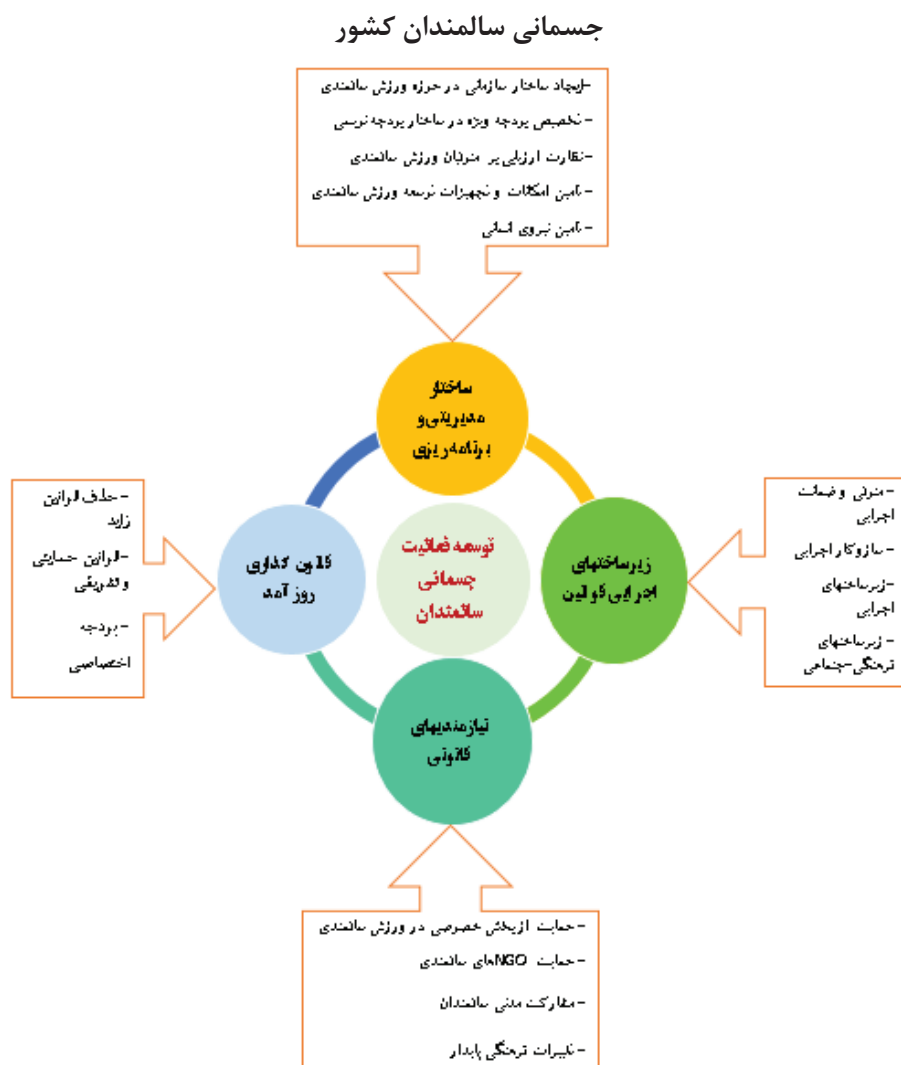 جسمانی سالمندان کشور
-ایجاد ساختار سازمانی در حوزه ورزش سالمندی
-تخصیص بودجه ویژه در ساختار بودجه نویسی
-نظارت ارزیابی بر متولیان ورزش سالمندی
-تامین امکانات و تجهیزات توسعه ورزش سالمندی
-تامین نیروی انسانی
ساختار
مدیریتی و
برنامه ریزی
-متولی و ضمانت
اجرایی
-سازوکار اجرایی
-زیرساختهای
اجرایی
-زیرساختهای
فرهنگی-جتماعی
زیرساختهای
اجرایی قوانین
توسعه فعالیت
جسمانی
سالمندان
قانون گذاری
روز آمد
-حذف قوانین
زاید
-قوانین حمایتی
وتشویقی
-بودجه
اختصاصی
نیازمندیهای
قانونی
-حمایت ازبخش خصوصی در ورزش سالمندی
-حمایت NGOهای سالمندی
-مشارکت مدنی سالمندان
-تغییرات فرهنگی پایدار